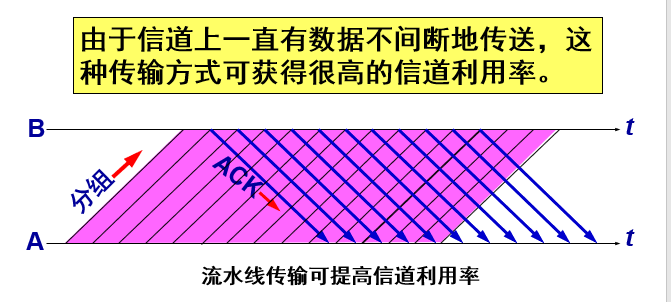 由于信道上一直有数据不间断地传送，这
种传输方式可获得很高的信道利用率。
B
t
分组
ACK
A
t
流水线传输可提高信道利用率